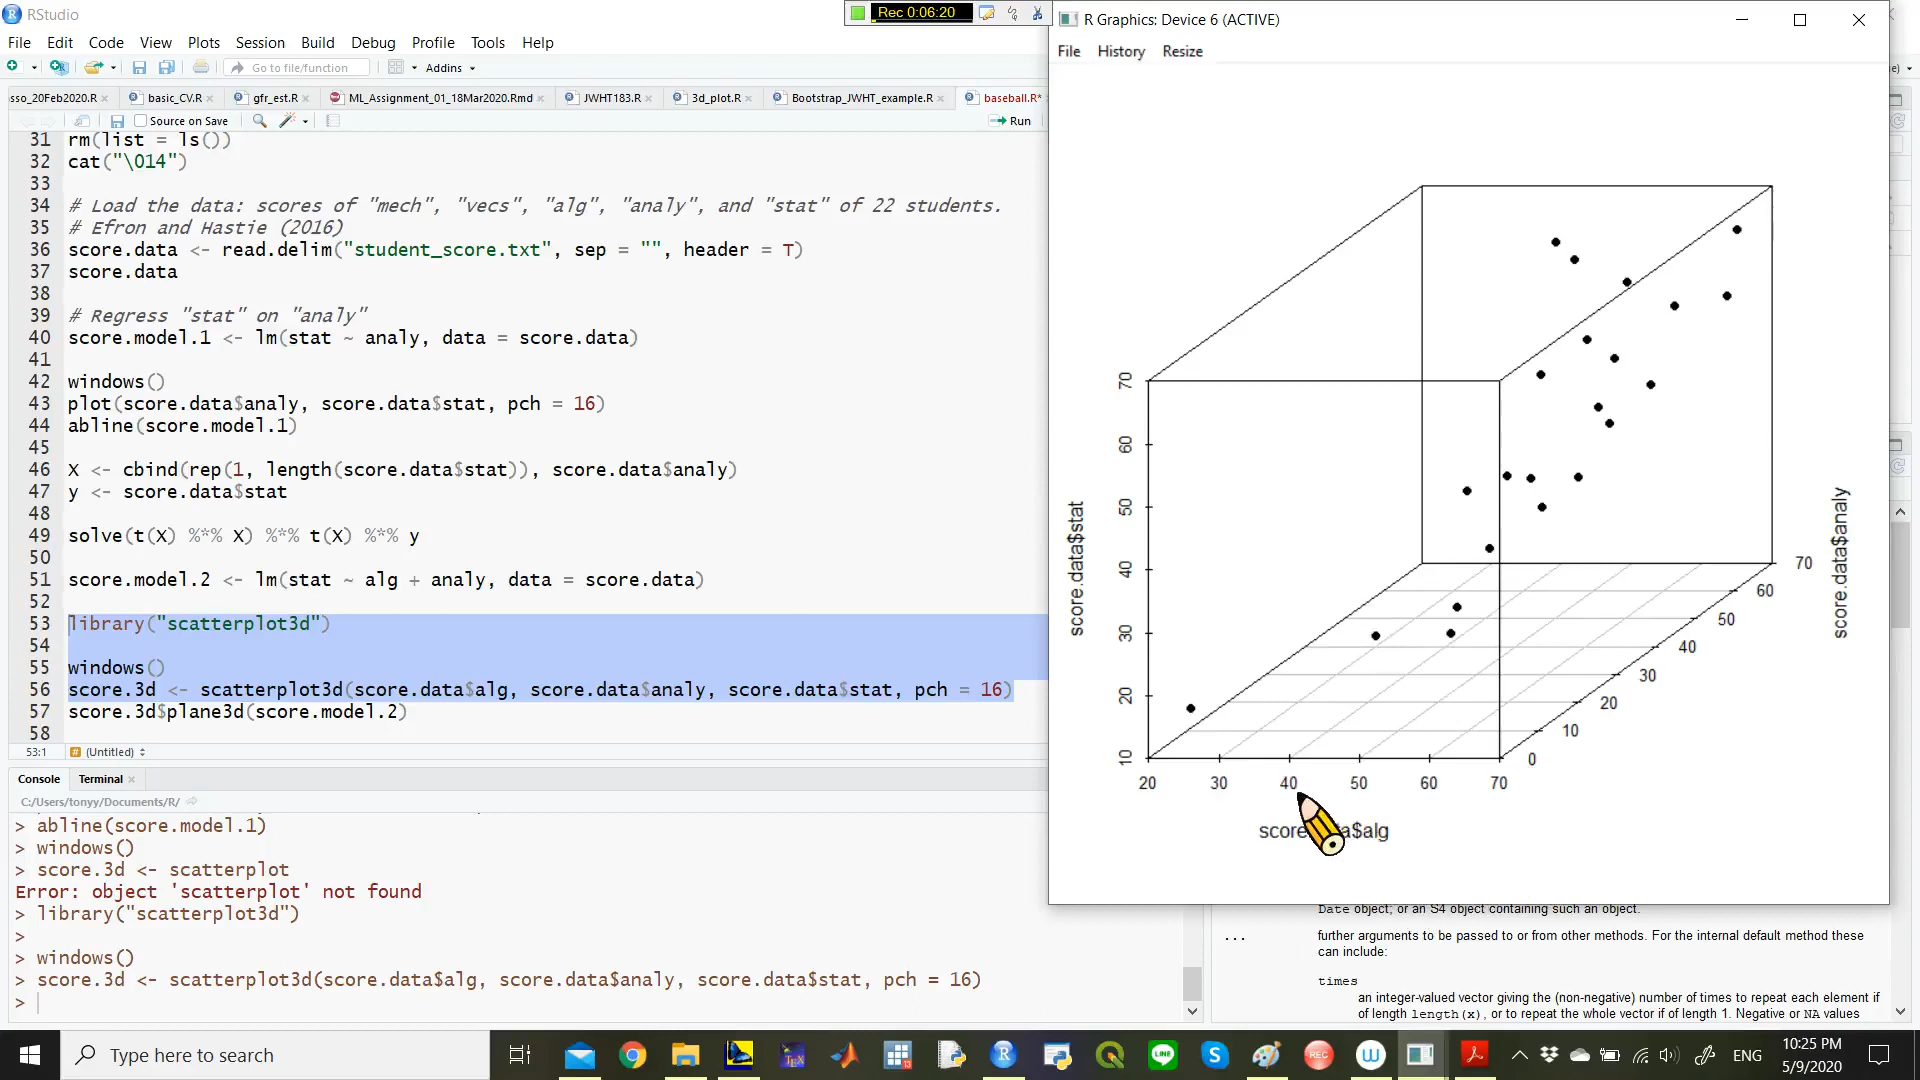 RStudio
Rec 0:06:20
File Edit Code View Plots Session Build Debug Profile Tools Help
Go to file/function Addins
sso_20Feb2020.R basic_CV.R gfr_est.R ML_Assignment_01_18Mar2020.Rmd JWHT183.R 3d_plot.R Bootstrap_JWHT_example.R baseball.R*
Source on Save Run
31 rm(list = ls())
32 cat("\014")
33
34 # Load the data: scores of "mech", "vecs", "alg", "analy", and "stat" of 22 students.
35 # Efron and Hastie (2016)
36 score.data <- read.delim("student_score.txt", sep = "", header = T)
37 score.data
38
39 # Regress "stat" on "analy"
40 score.model.1 <- lm(stat ~ analy, data = score.data)
41
42 windows()
43 plot(score.data$analy, score.data$stat, pch = 16)
44 abline(score.model.1)
45
46 X <- cbind(rep(1, length(score.data$stat)), score.data$analy)
47 y <- score.data$stat
48
49 solve(t(X) %*% X) %*% t(X) %*% y
50
51 score.model.2 <- lm(stat ~ alg + analy, data = score.data)
52
53 library("scatterplot3d")
54
55 windows()
56 score.3d <- scatterplot3d(score.data$alg, score.data$analy, score.data$stat, pch = 16)
57 score.3d$plane3d(score.model.2)
58
53:1 # (Untitled)
Console Terminal
C:/Users/tonyy/Documents/R/
> abline(score.model.1)
> windows()
> score.3d <- scatterplot
Error: object 'scatterplot' not found
> library("scatterplot3d")
>
> windows()
> score.3d <- scatterplot3d(score.data$alg, score.data$analy, score.data$stat, pch = 16)
>
R Graphics: Device 6 (ACTIVE)
File History Resize
score.data$stat
10 20 30 40 50 60 70
20 30 40 50 60 70
0 10 20 30 40 50 60 70
score.data$analy
Date object; or an S4 object containing such an object.
... further arguments to be passed to or from other methods. For the internal default method these
can include:
times
an integer-valued vector giving the (non-negative) number of times to repeat each element if
of length length(x), or to repeat the whole vector if of length 1. Negative or NA values
Type here to search
ENG
10:25 PM
5/9/2020